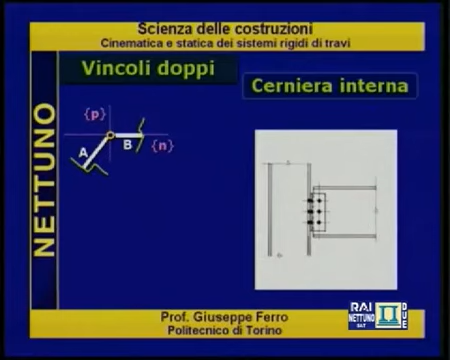 Scienza delle costruzioni
Cinematica e statica dei sistemi rigidi di travi
Vincoli doppi
Cerniera interna
{p}
A
B
{n}
NETTUNO
Prof. Giuseppe Ferro
Politecnico di Torino
RAI
NETTUNO
SAT
DUE